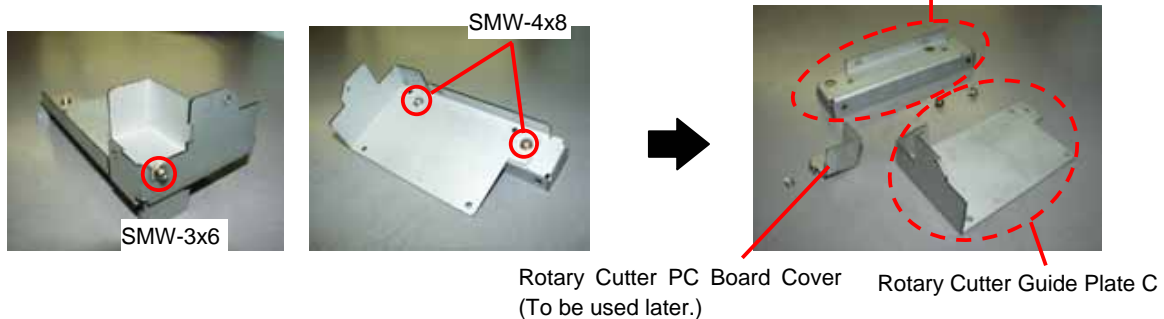 SMW-4x8
SMW-3x6
Rotary Cutter PC Board Cover
(To be used later.)
Rotary Cutter Guide Plate C